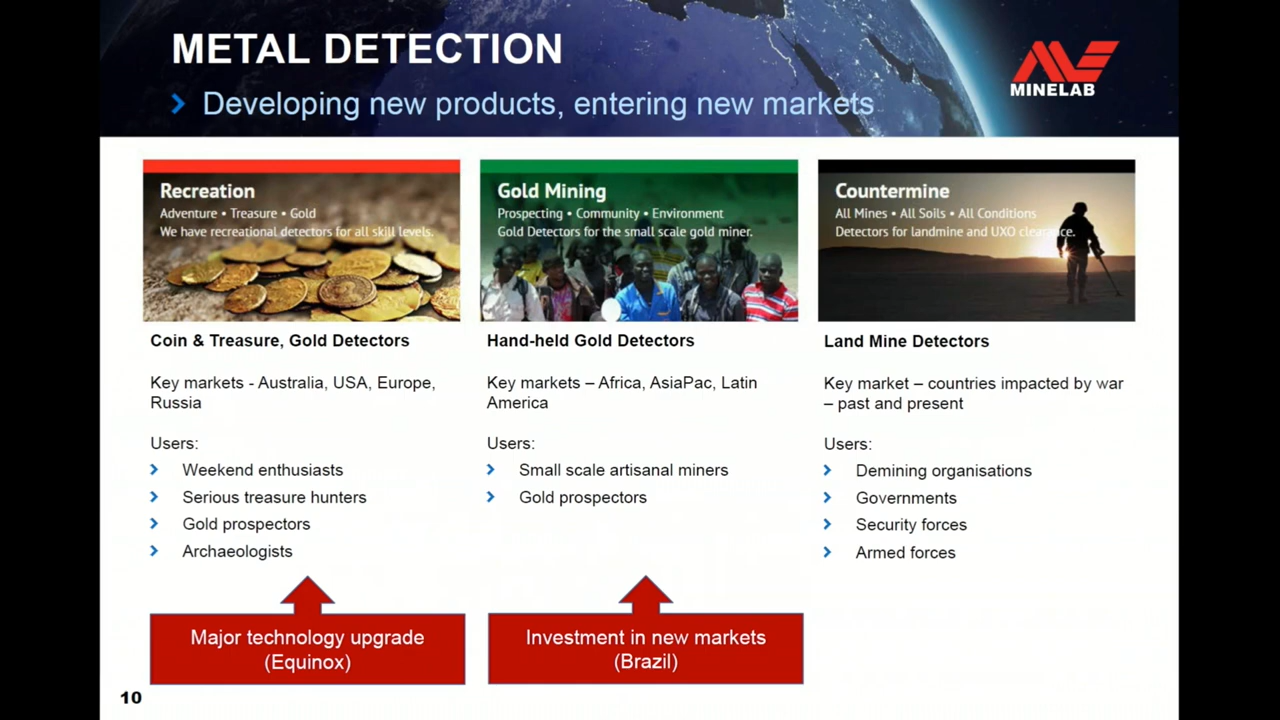 METAL DETECTION
Developing new products, entering new markets
MINELAB
Recreation
Adventure • Treasure • Gold
We have recreational detectors for all skill levels.
Coin & Treasure, Gold Detectors
Key markets - Australia, USA, Europe,
Russia
Users:
Weekend enthusiasts
Serious treasure hunters
Gold prospectors
Archaeologists
Major technology upgrade
(Equinox)
Gold Mining
Prospecting • Community • Environment
Gold Detectors for the small scale gold miner.
Hand-held Gold Detectors
Key markets – Africa, AsiaPac, Latin
America
Users:
Small scale artisanal miners
Gold prospectors
Investment in new markets
(Brazil)
Countermine
All Mines • All Soils • All Conditions
Detectors for landmine and UXO clearance.
Land Mine Detectors
Key market – countries impacted by war
– past and present
Users:
Demining organisations
Governments
Security forces
Armed forces
10